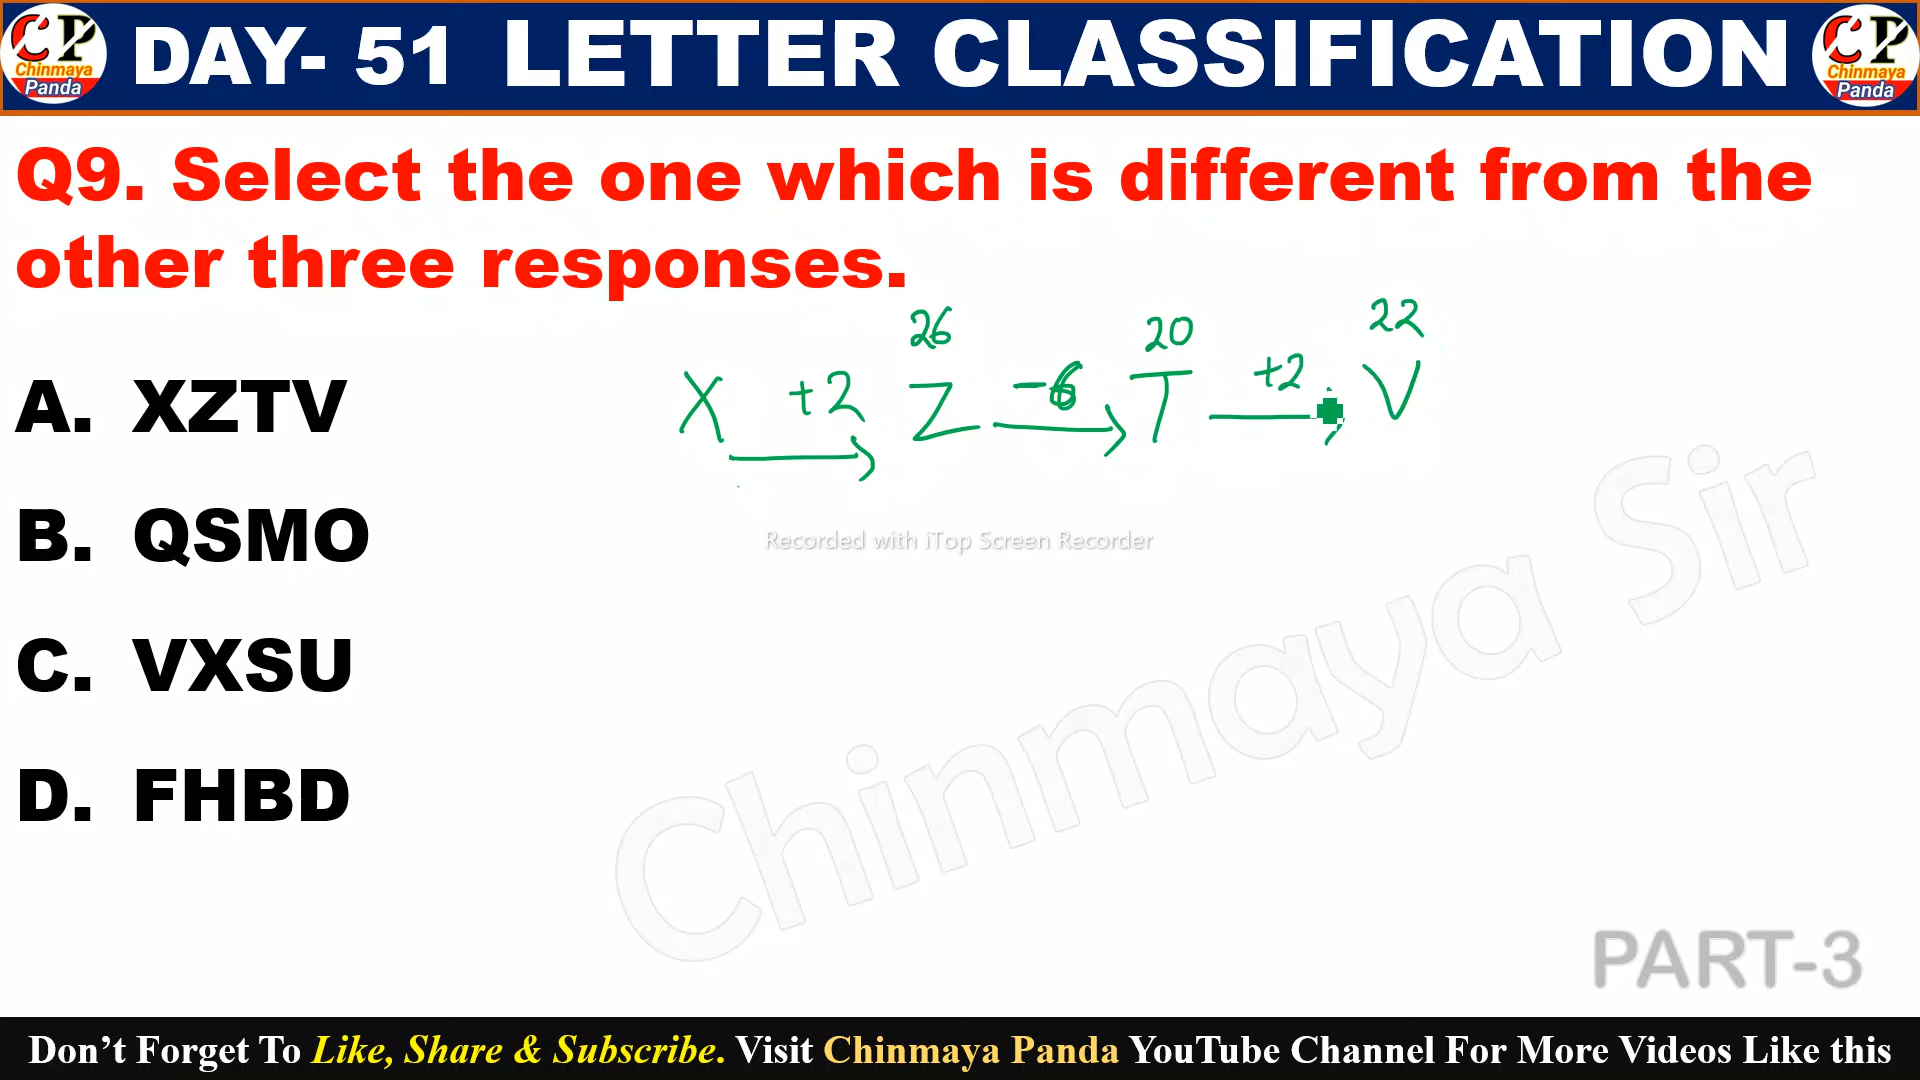 CP Chinmaya Panda DAY- 51 LETTER CLASSIFICATION CP Chinmaya Panda
Q9. Select the one which is different from the
other three responses.
26 20 22
X +2 Z -6 T +2 V
A. XZTV
B. QSMO
Recorded with iTop Screen Recorder
C. VXSU
D. FHBD
Chinmaya Sir
PART-3
Don’t Forget To Like, Share & Subscribe. Visit Chinmaya Panda YouTube Channel For More Videos Like this